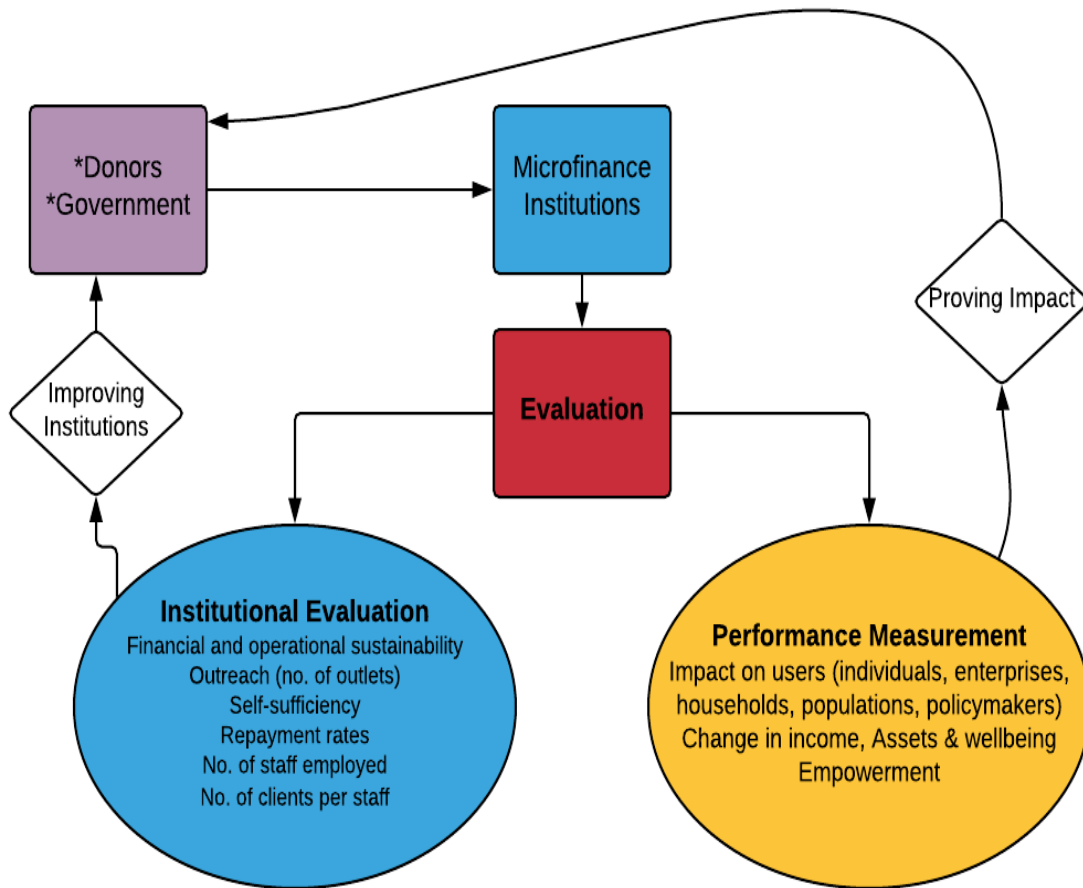 *Donors
*Government
Microfinance
Institutions
Proving Impact
Improving
Institutions
Evaluation
Institutional Evaluation
Financial and operational sustainability
Outreach (no. of outlets)
Self-sufficiency
Repayment rates
No. of staff employed
No. of clients per staff
Performance Measurement
Impact on users (individuals, enterprises,
households, populations, policymakers)
Change in income, Assets & wellbeing
Empowerment